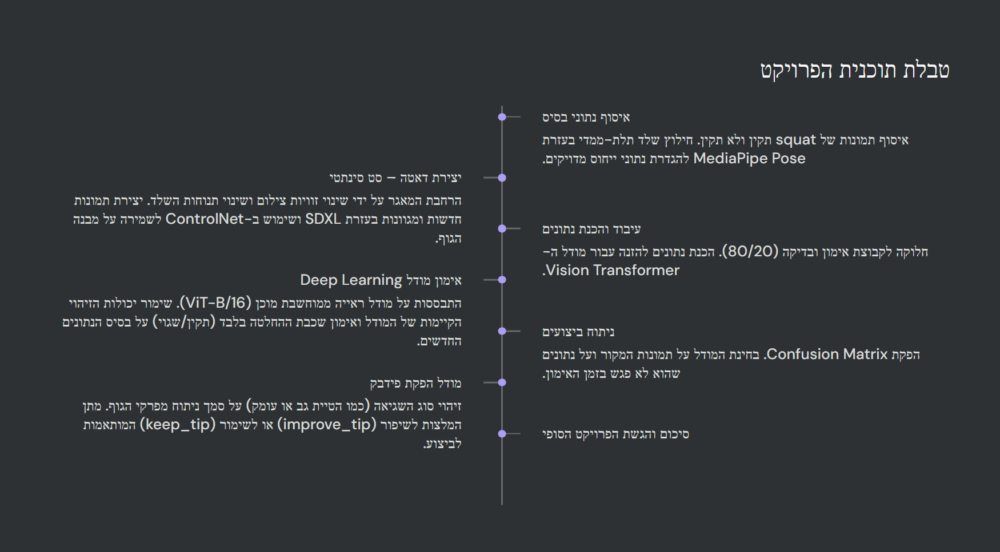 טבלת תוכנית הפרויקט
איסוף נתוני בסיס
איסוף תמונות של squat תקין ולא תקין. חילוץ שלד תלת-ממדי בעזרת
MediaPipe Pose להגדרת נתוני ייחוס מדויקים.
יצירת דאטה – סט סינתטי
הרחבת המאגר על ידי שינוי זוויות צילום ושינוי תנוחות השלד. יצירת תמונות
חדשות ומגוונות בעזרת SDXL ושימוש ב-ControlNet לשמירה על מבנה
הגוף.
עיבוד והכנת נתונים
חלוקה לקבוצת אימון ובדיקה (80/20). הכנת נתונים להזנה עבור מודל ה-
Vision Transformer.
אימון מודל Deep Learning
התבססות על מודל ראייה ממוחשבת מוכן (ViT-B/16). שימור יכולות הזיהוי
הקיימות של המודל ואימון שכבת ההחלטה בלבד (תקין/שגוי) על בסיס הנתונים
החדשים.
ניתוח ביצועים
הפקת Confusion Matrix. בחינת המודל על תמונות המקור ועל נתונים
שהוא לא פגש בזמן האימון.
מודל הפקת פידבק
זיהוי סוג השגיאה (כמו הטיית גב או עומק) על סמך ניתוח מפרקי הגוף. מתן
המלצות לשיפור (improve_tip) או לשימור (keep_tip) המותאמות
לביצוע.
סיכום והגשת הפרויקט הסופי